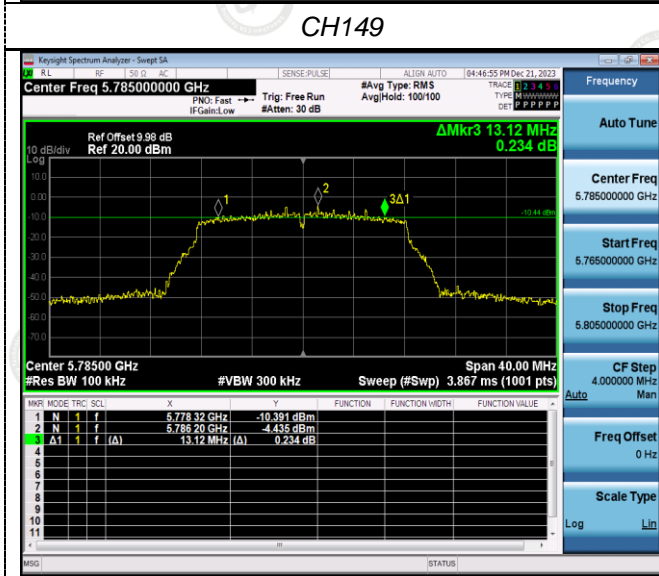 CH149
Keysight Spectrum Analyzer - Swept SA
RL RF 50 Ω AC SENSE:PULSE ALIGN AUTO 04:46:55 PM Dec 21, 2023
Center Freq 5.785000000 GHz
PNO: Fast
IFGain:Low
Trig: Free Run
#Atten: 30 dB
#Avg Type: RMS
Avg|Hold: 100/100
TRACE 1 2 3 4 5 6
TYPE MWWWWW
DET P P P P P P
Ref Offset 9.98 dB
Ref 20.00 dBm
10 dB/div
Log
ΔMkr3 13.12 MHz
0.234 dB
10.0
0.00
-10.0
-20.0
-30.0
-40.0
-50.0
-60.0
-70.0
1
2
3Δ1
-10.44 dBm
Center 5.78500 GHz
Span 40.00 MHz
#Res BW 100 kHz #VBW 300 kHz Sweep (#Swp) 3.867 ms (1001 pts)
MKR MODE TRC SCL X Y FUNCTION FUNCTION WIDTH FUNCTION VALUE
1 N 1 f 5.778 32 GHz -10.391 dBm
2 N 1 f 5.786 20 GHz -4.435 dBm
3 Δ1 1 f (Δ) 13.12 MHz (Δ) 0.234 dB
4
5
6
7
8
9
10
11
MSG STATUS
Frequency
Auto Tune
Center Freq
5.785000000 GHz
Start Freq
5.765000000 GHz
Stop Freq
5.805000000 GHz
CF Step
4.000000 MHz
Auto Man
Freq Offset
0 Hz
Scale Type
Log Lin